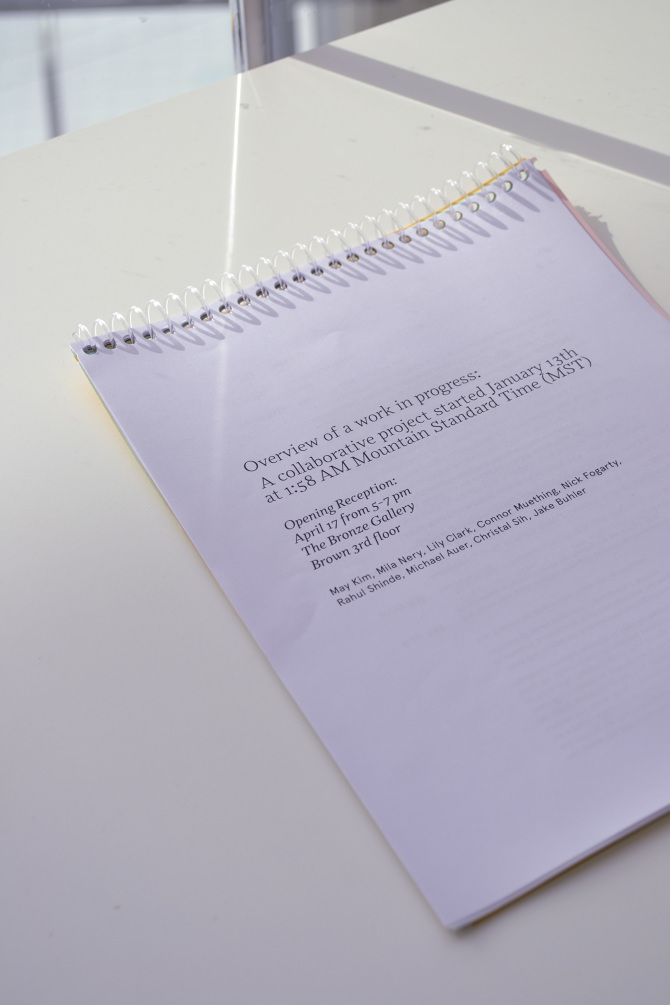 Overview of a work in progress:
A collaborative project started January 13th
at 1:58 AM Mountain Standard Time (MST)
Opening Reception:
April 17 from 5-7 pm
The Bronze Gallery
Brown 3rd floor
May Kim, Mila Nery, Lily Clark, Connor Muething, Nick Fogarty,
Rahul Shinde, Michael Auer, Christal Sih, Jake Buhler